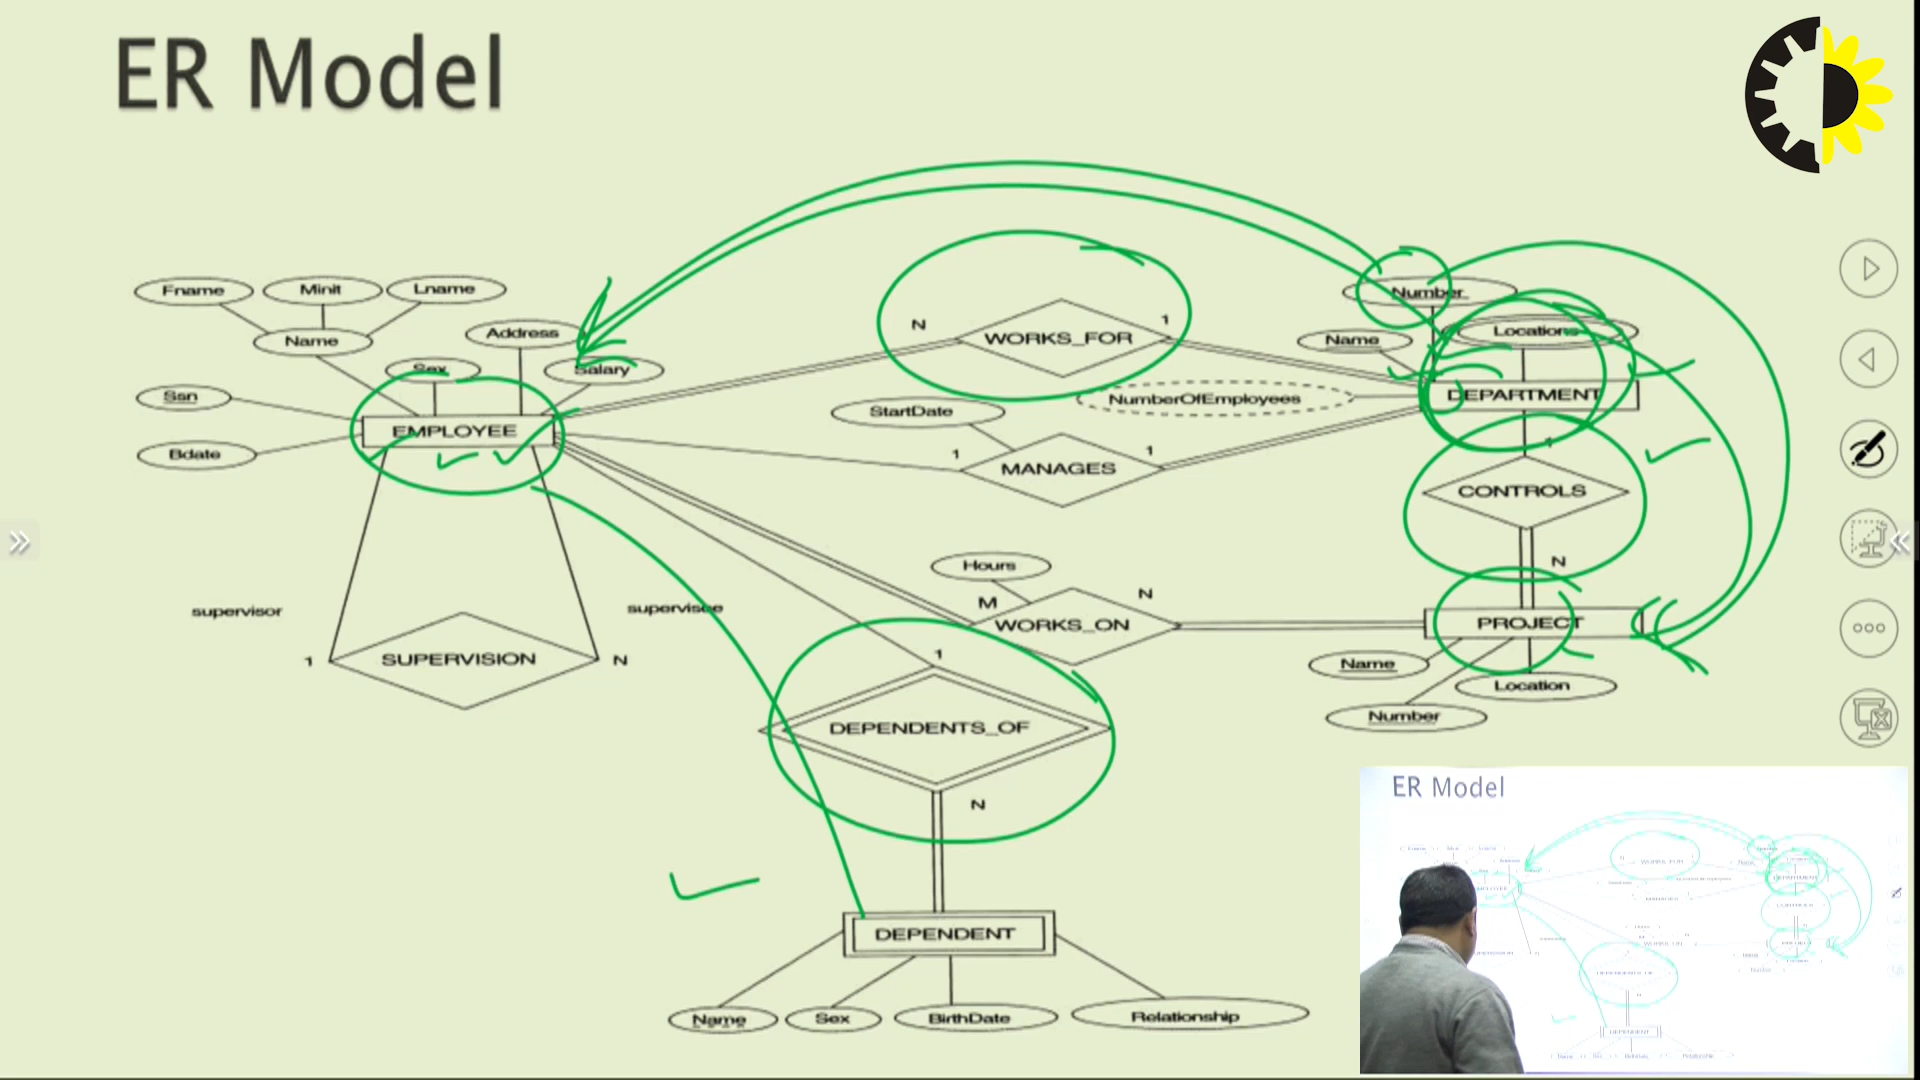 ER Model
Fname
Minit
Lname
Name
Address
Sex
Salary
Ssn
EMPLOYEE
Bdate
N
WORKS_FOR
1
Number
Locations
Name
DEPARTMENT
NumberOfEmployees
StartDate
1
MANAGES
1
1
CONTROLS
N
Hours
M
WORKS_ON
N
PROJECT
Name
Location
Number
supervisor
supervisee
1
SUPERVISION
N
1
DEPENDENTS_OF
N
DEPENDENT
Name
Sex
BirthDate
Relationship
ER Model